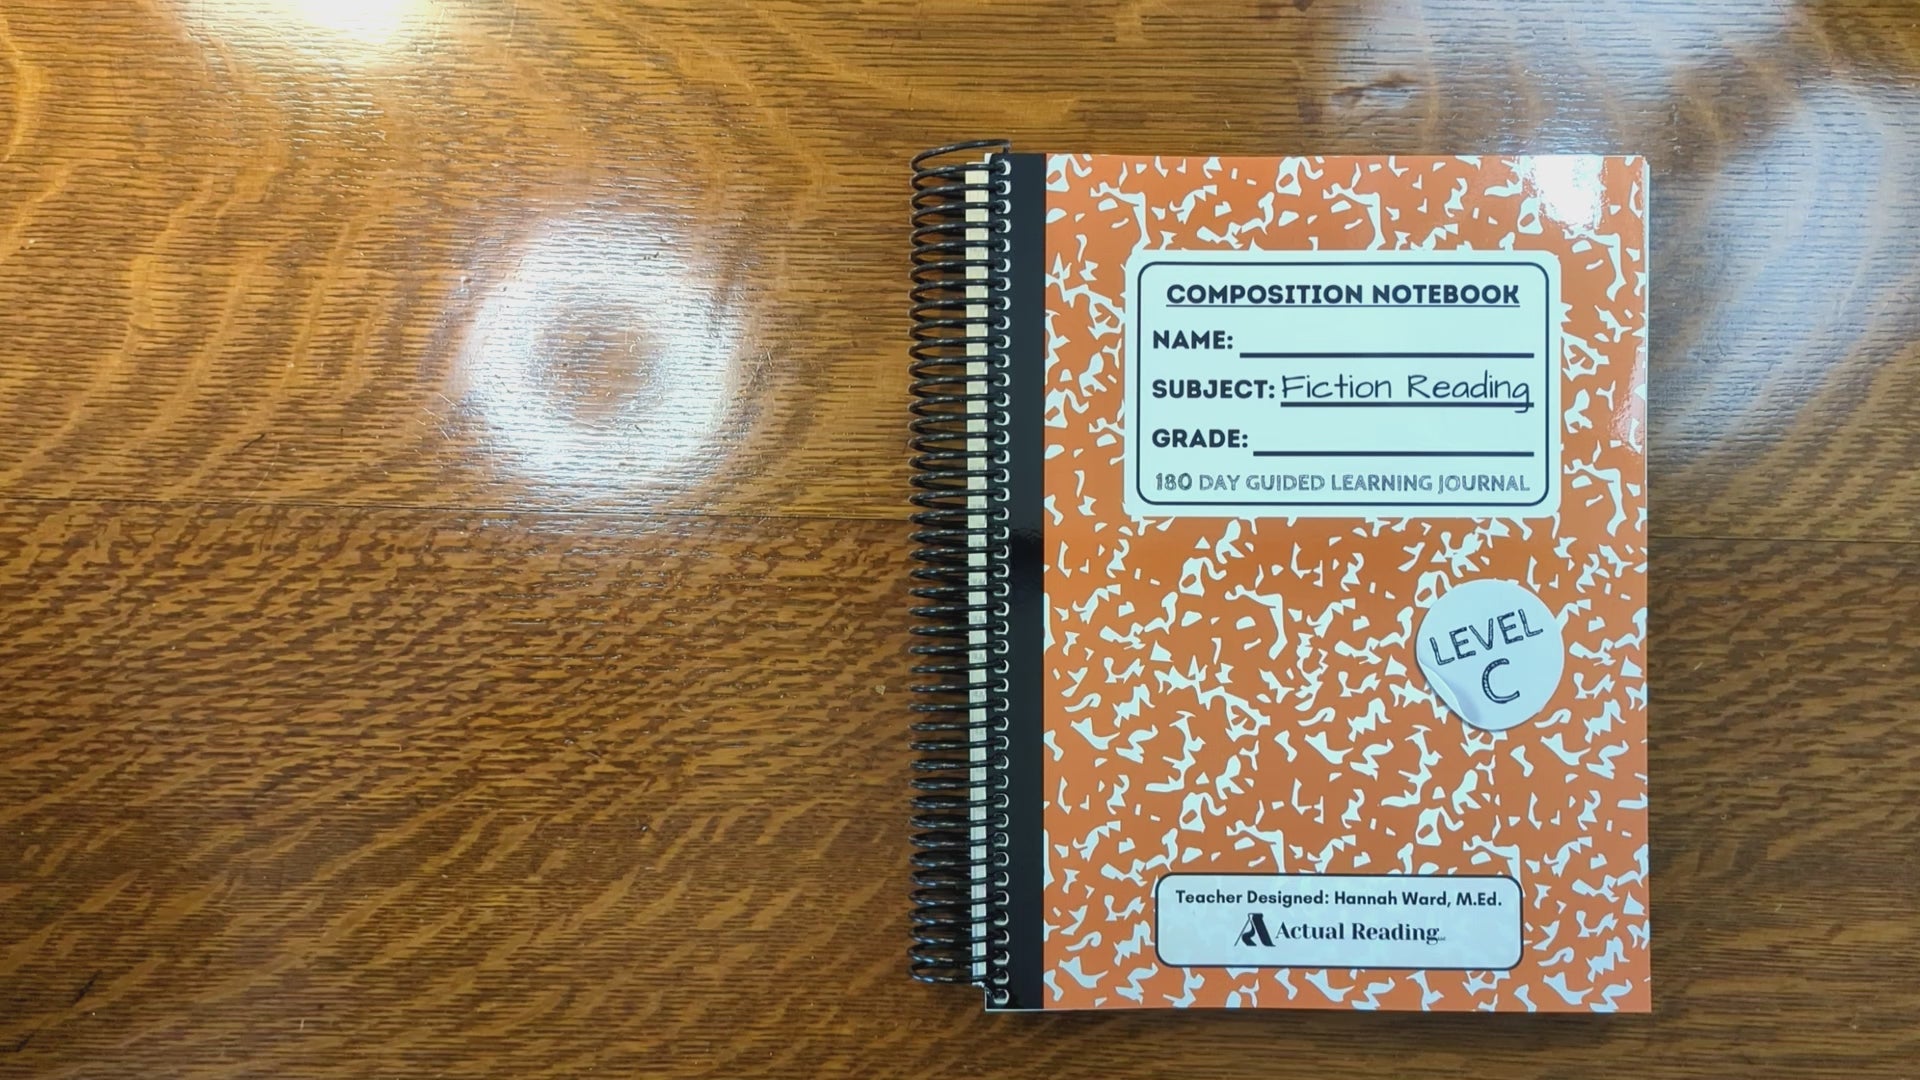 COMPOSITION NOTEBOOK
NAME:
SUBJECT: Fiction Reading
GRADE:
180 DAY GUIDED LEARNING JOURNAL
LEVEL
C
Teacher Designed: Hannah Ward, M.Ed.
Actual Reading